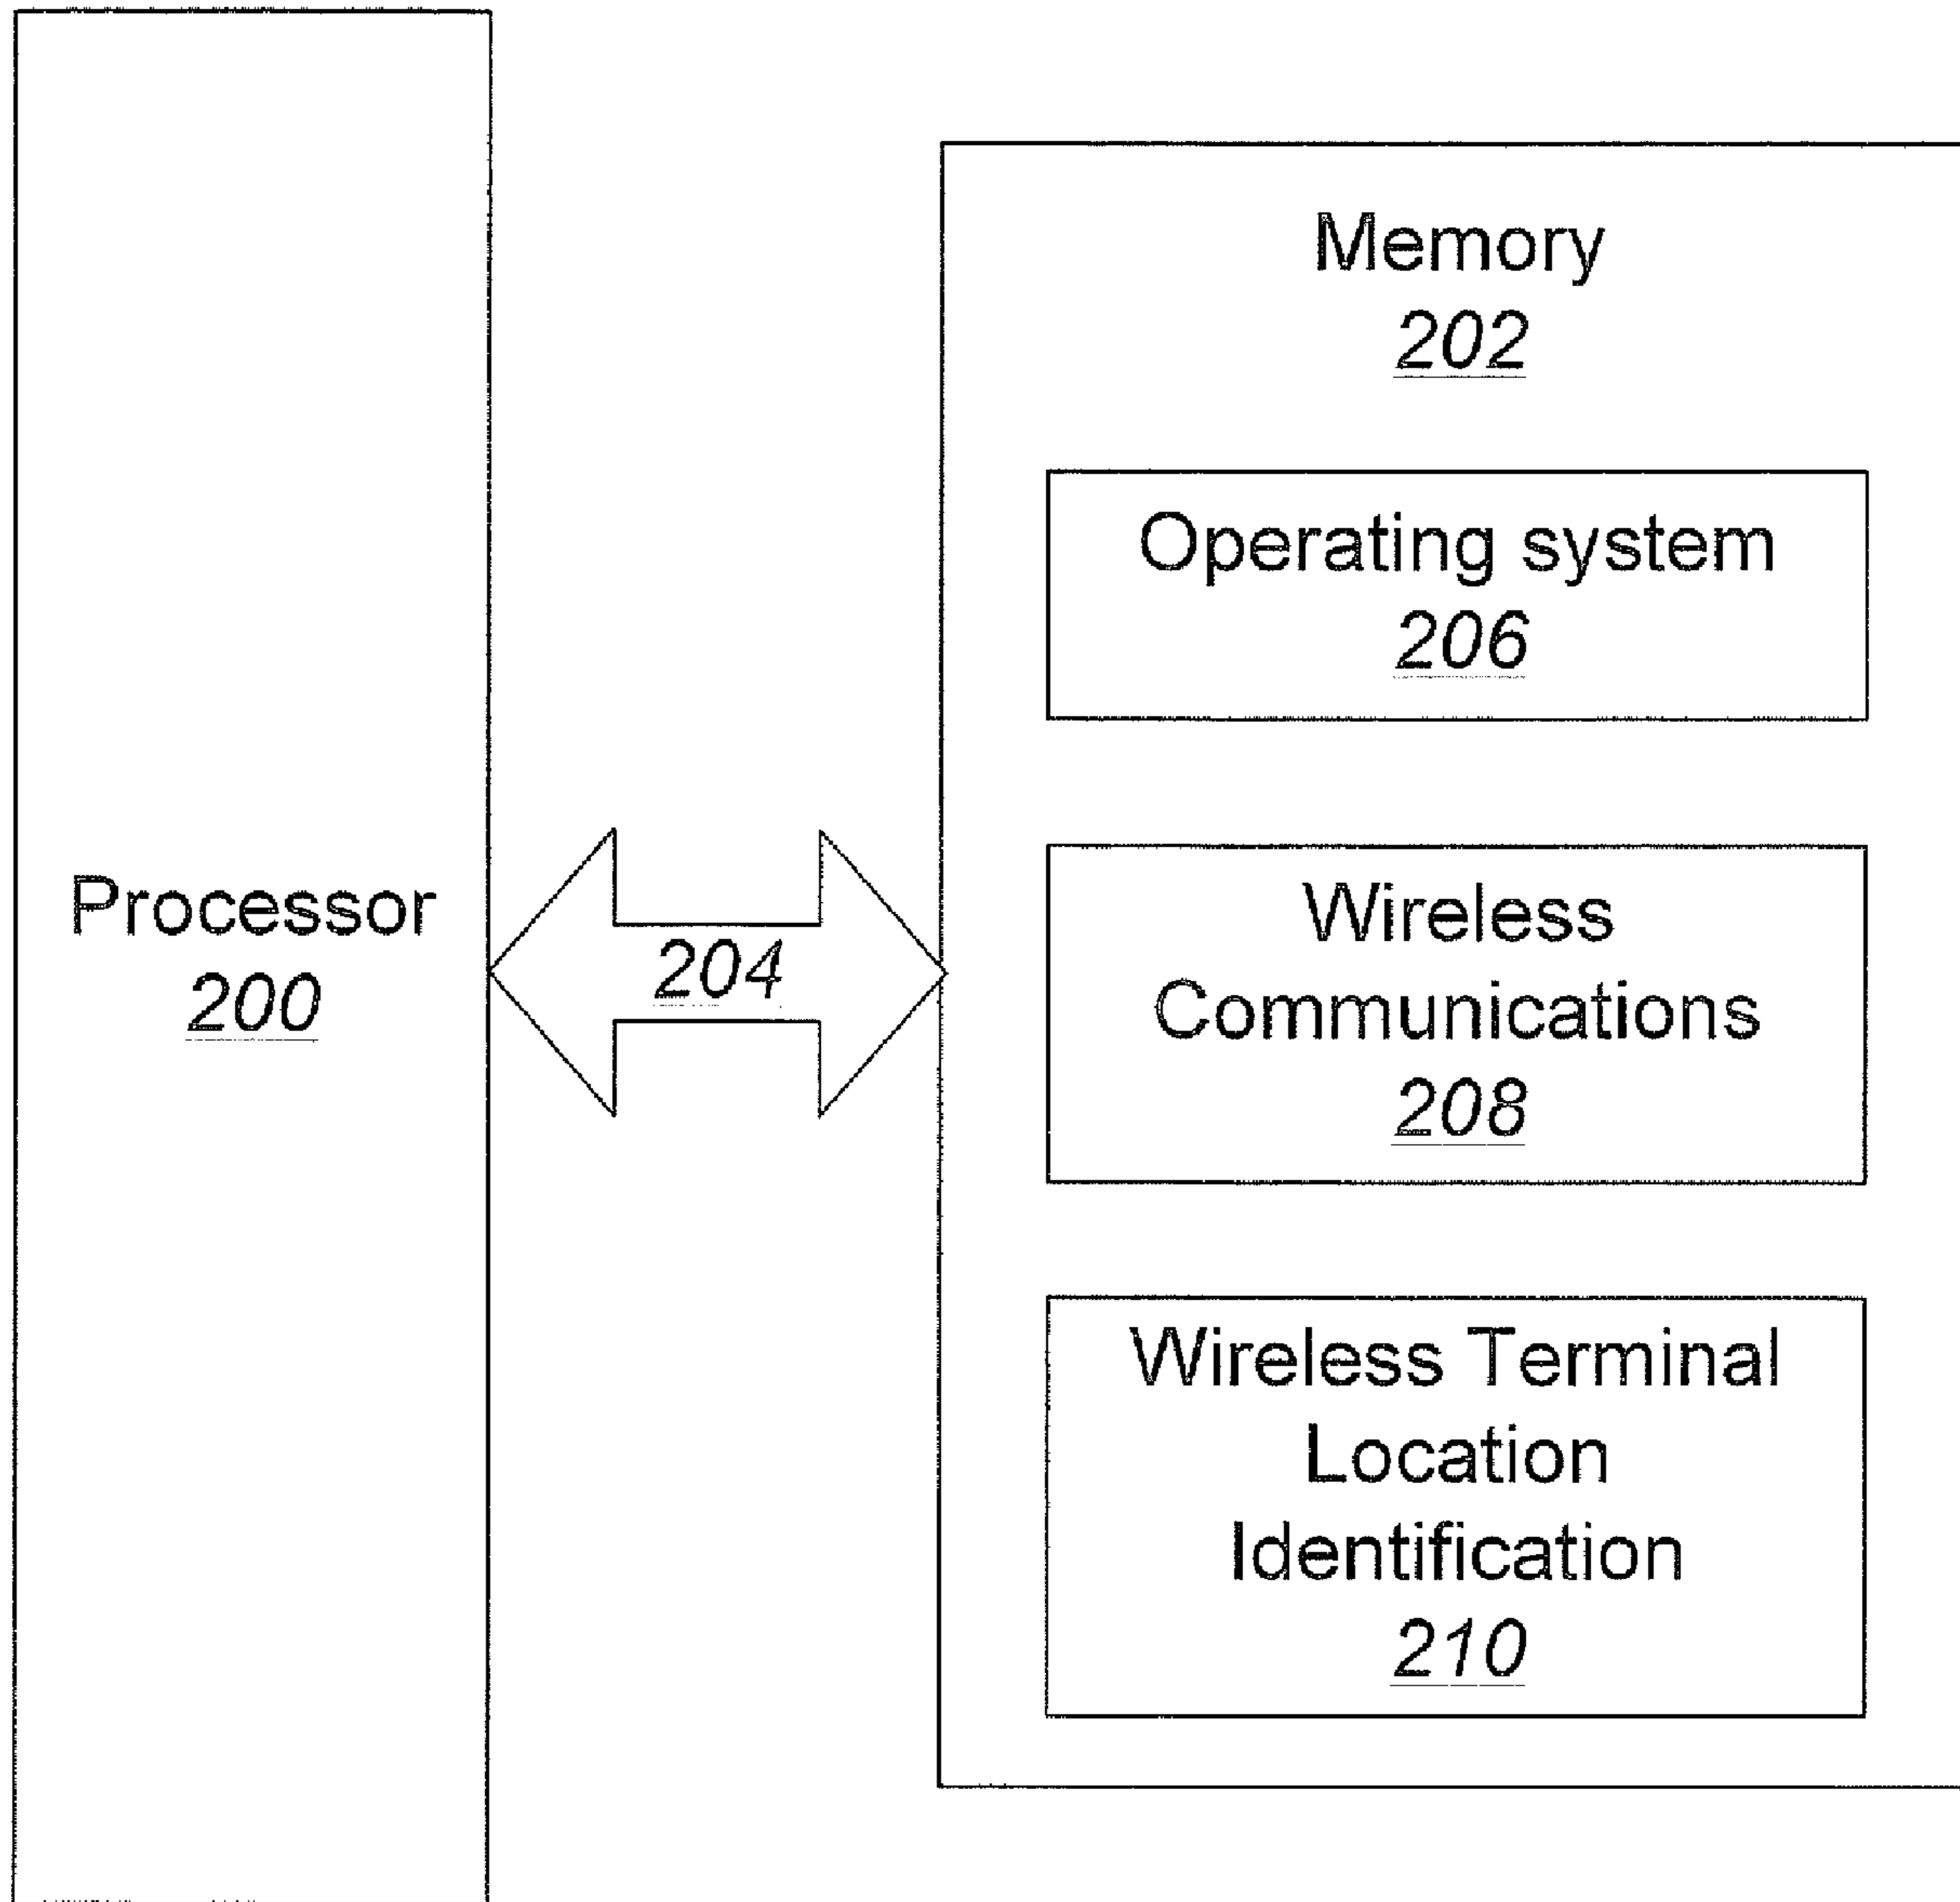 Processor
200
204
Memory
202
Operating system
206
Wireless
Communications
208
Wireless Terminal
Location
Identification
210